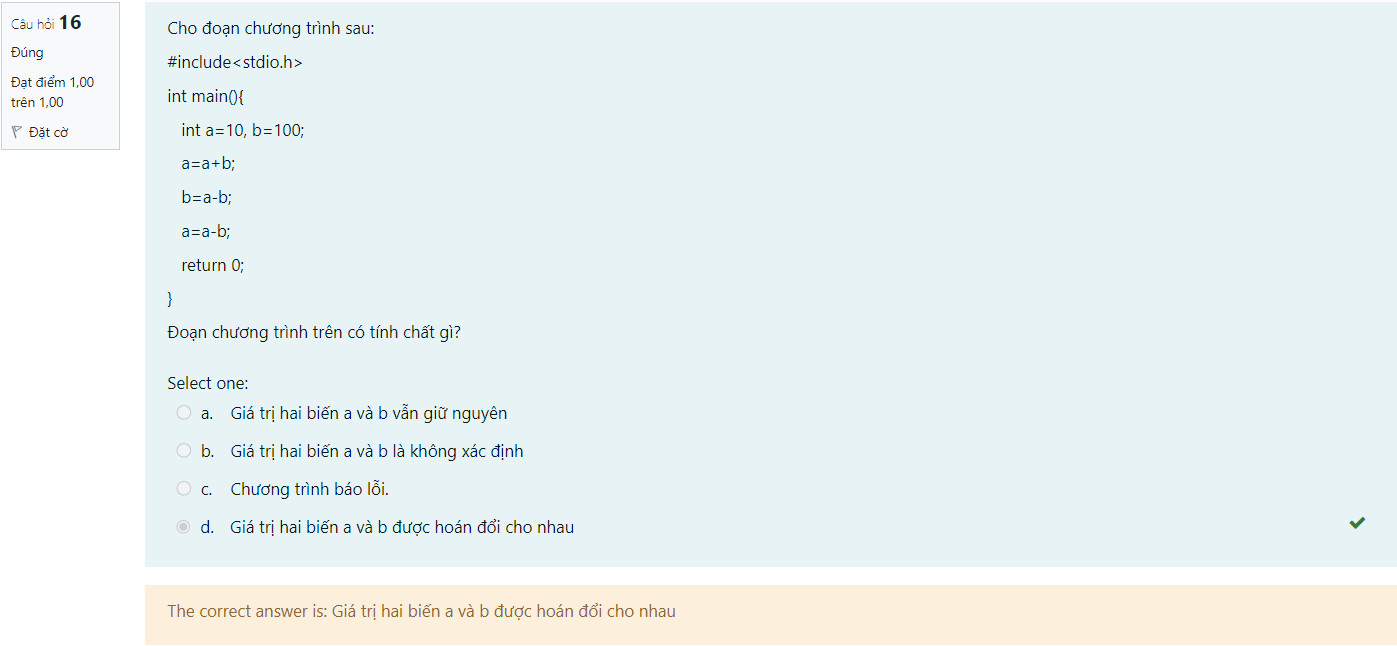 Câu hỏi 16
Đúng
Đạt điểm 1,00
trên 1,00
Đặt cờ
Cho đoạn chương trình sau:
#include<stdio.h>
int main(){
int a=10, b=100;
a=a+b;
b=a-b;
a=a-b;
return 0;
}
Đoạn chương trình trên có tính chất gì?
Select one:
a. Giá trị hai biến a và b vẫn giữ nguyên
b. Giá trị hai biến a và b là không xác định
c. Chương trình báo lỗi.
d. Giá trị hai biến a và b được hoán đổi cho nhau
The correct answer is: Giá trị hai biến a và b được hoán đổi cho nhau